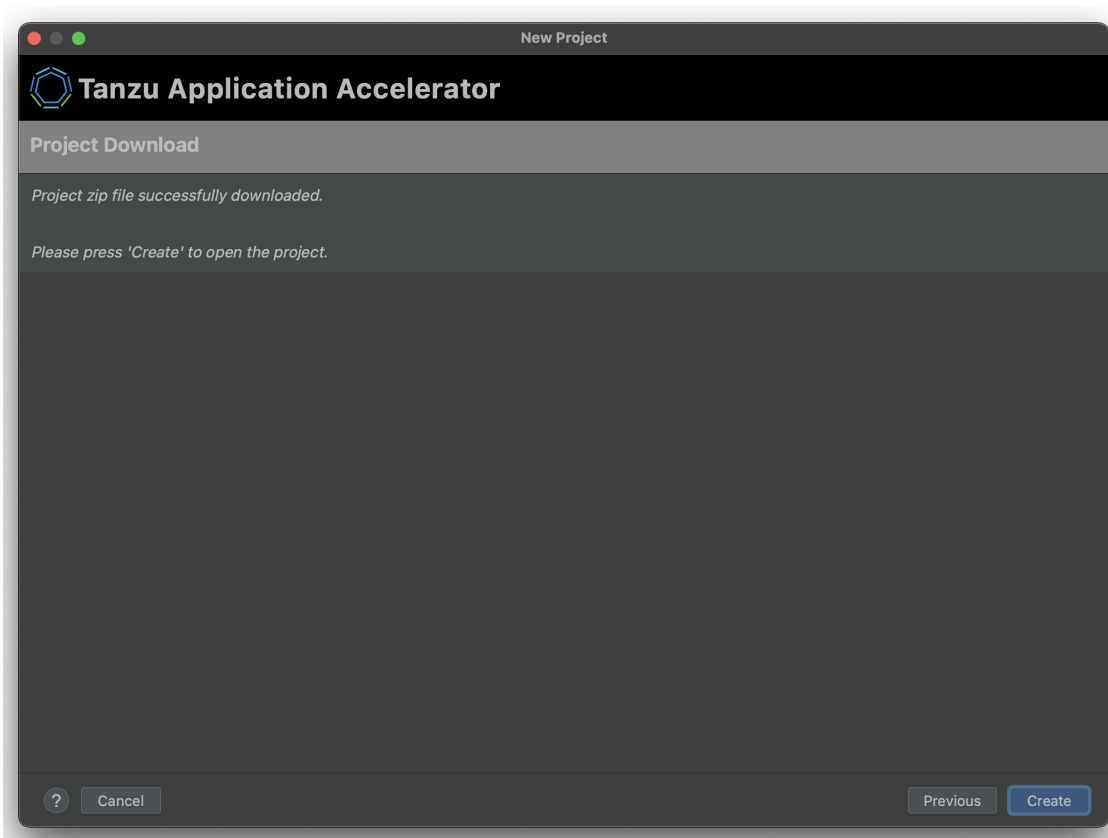 New Project
Tanzu Application Accelerator
Project Download
Project zip file successfully downloaded.
Please press 'Create' to open the project.
? Cancel Previous Create